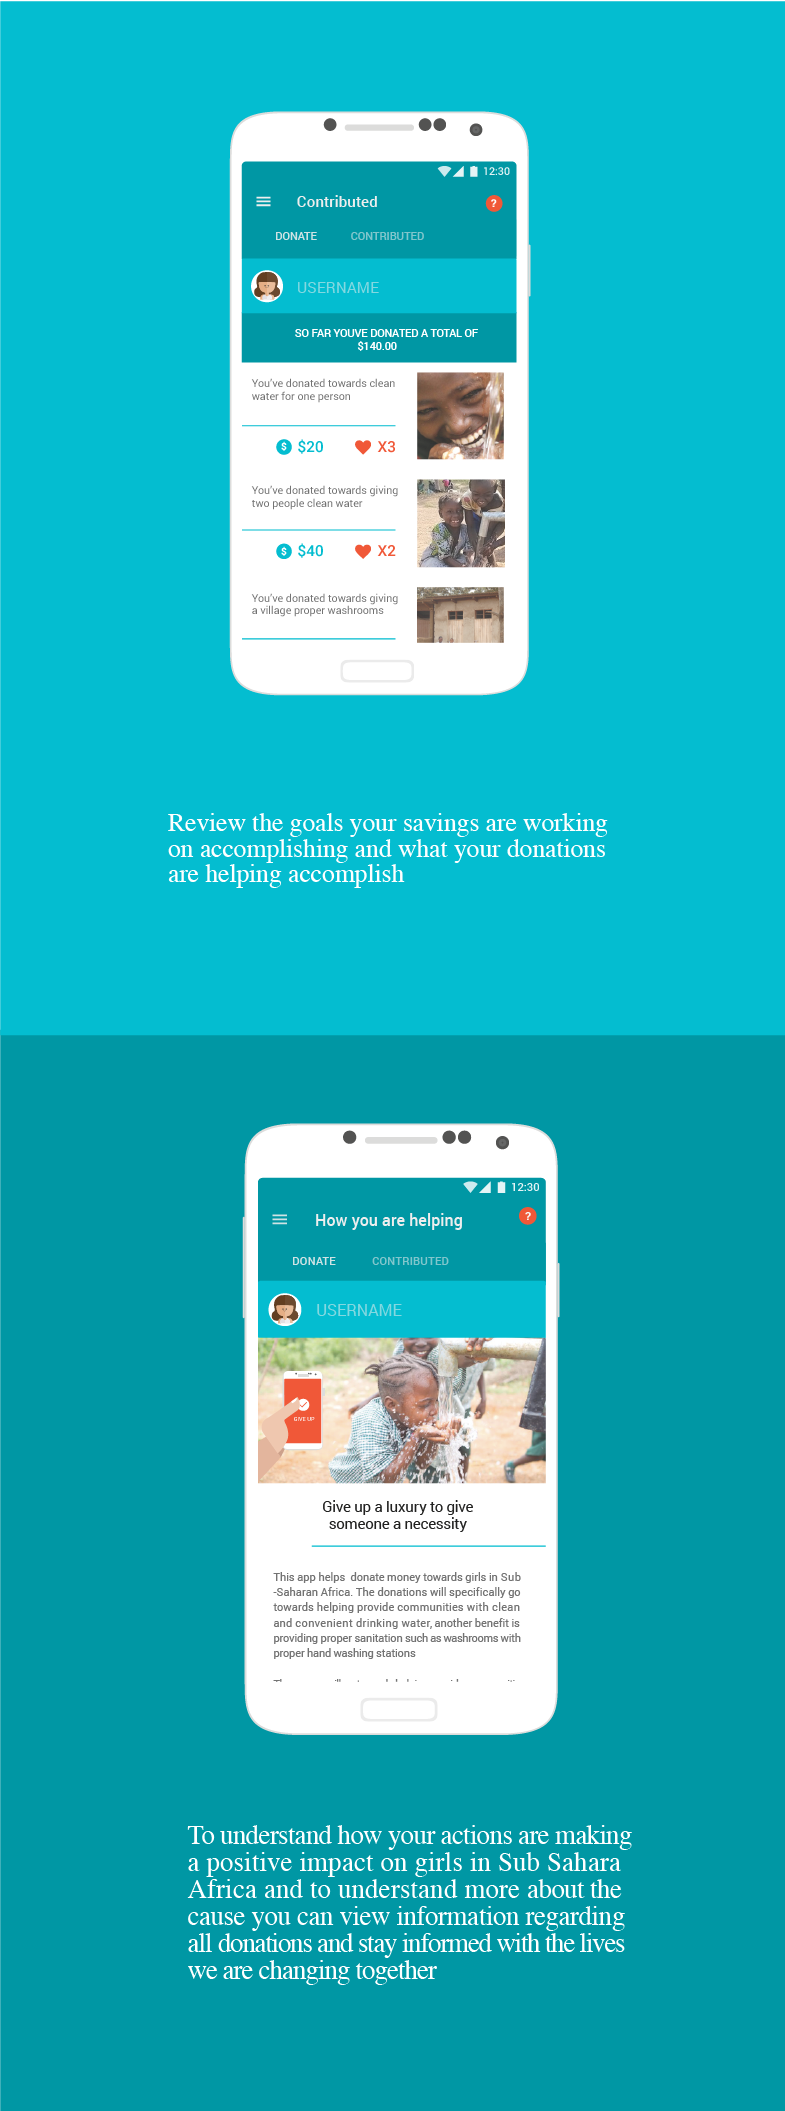 12:30
Contributed
?
DONATE CONTRIBUTED
USERNAME
SO FAR YOUVE DONATED A TOTAL OF
$140.00
You've donated towards clean
water for one person
$ $20 X3
You've donated towards giving
two people clean water
$ $40 X2
You've donated towards giving
a village proper washrooms
Review the goals your savings are working
on accomplishing and what your donations
are helping accomplish
12:30
How you are helping
?
DONATE CONTRIBUTED
USERNAME
GIVE UP
Give up a luxury to give
someone a necessity
This app helps donate money towards girls in Sub
-Saharan Africa. The donations will specifically go
towards helping provide communities with clean
and convenient drinking water, another benefit is
providing proper sanitation such as washrooms with
proper hand washing stations
To understand how your actions are making
a positive impact on girls in Sub Sahara
Africa and to understand more about the
cause you can view information regarding
all donations and stay informed with the lives
we are changing together